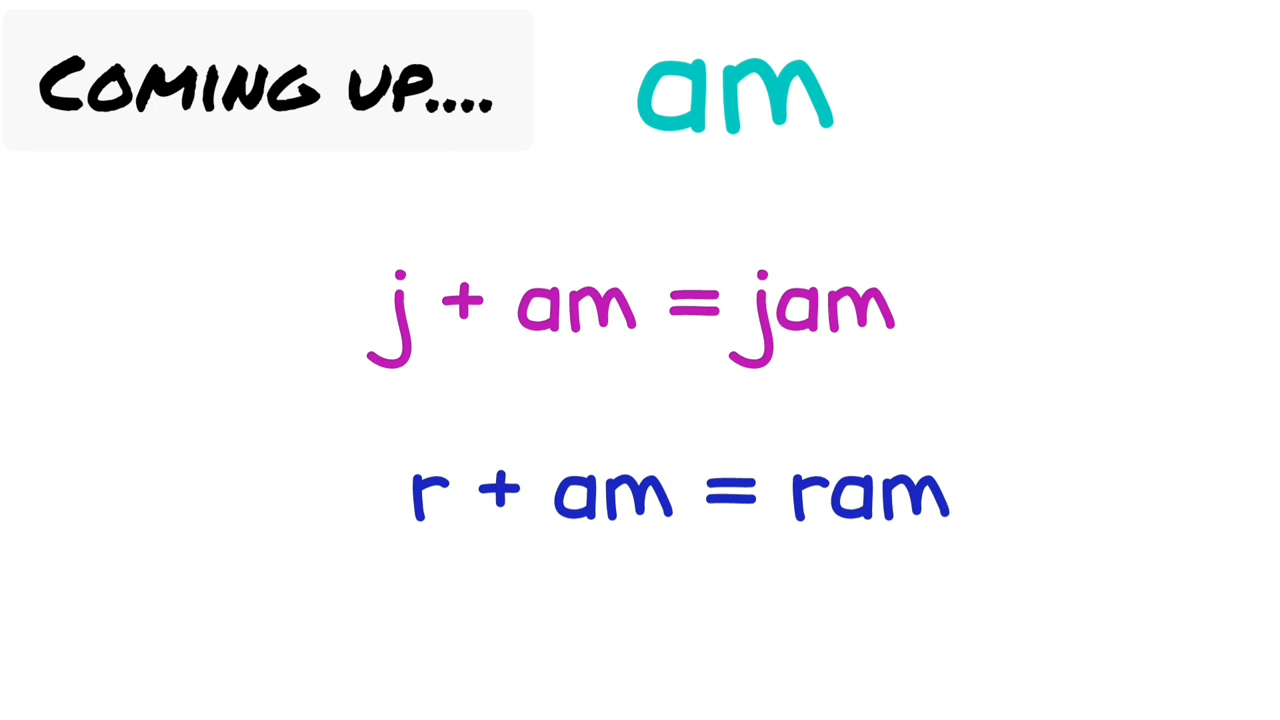 Coming up....
am
j + am = jam
r + am = ram